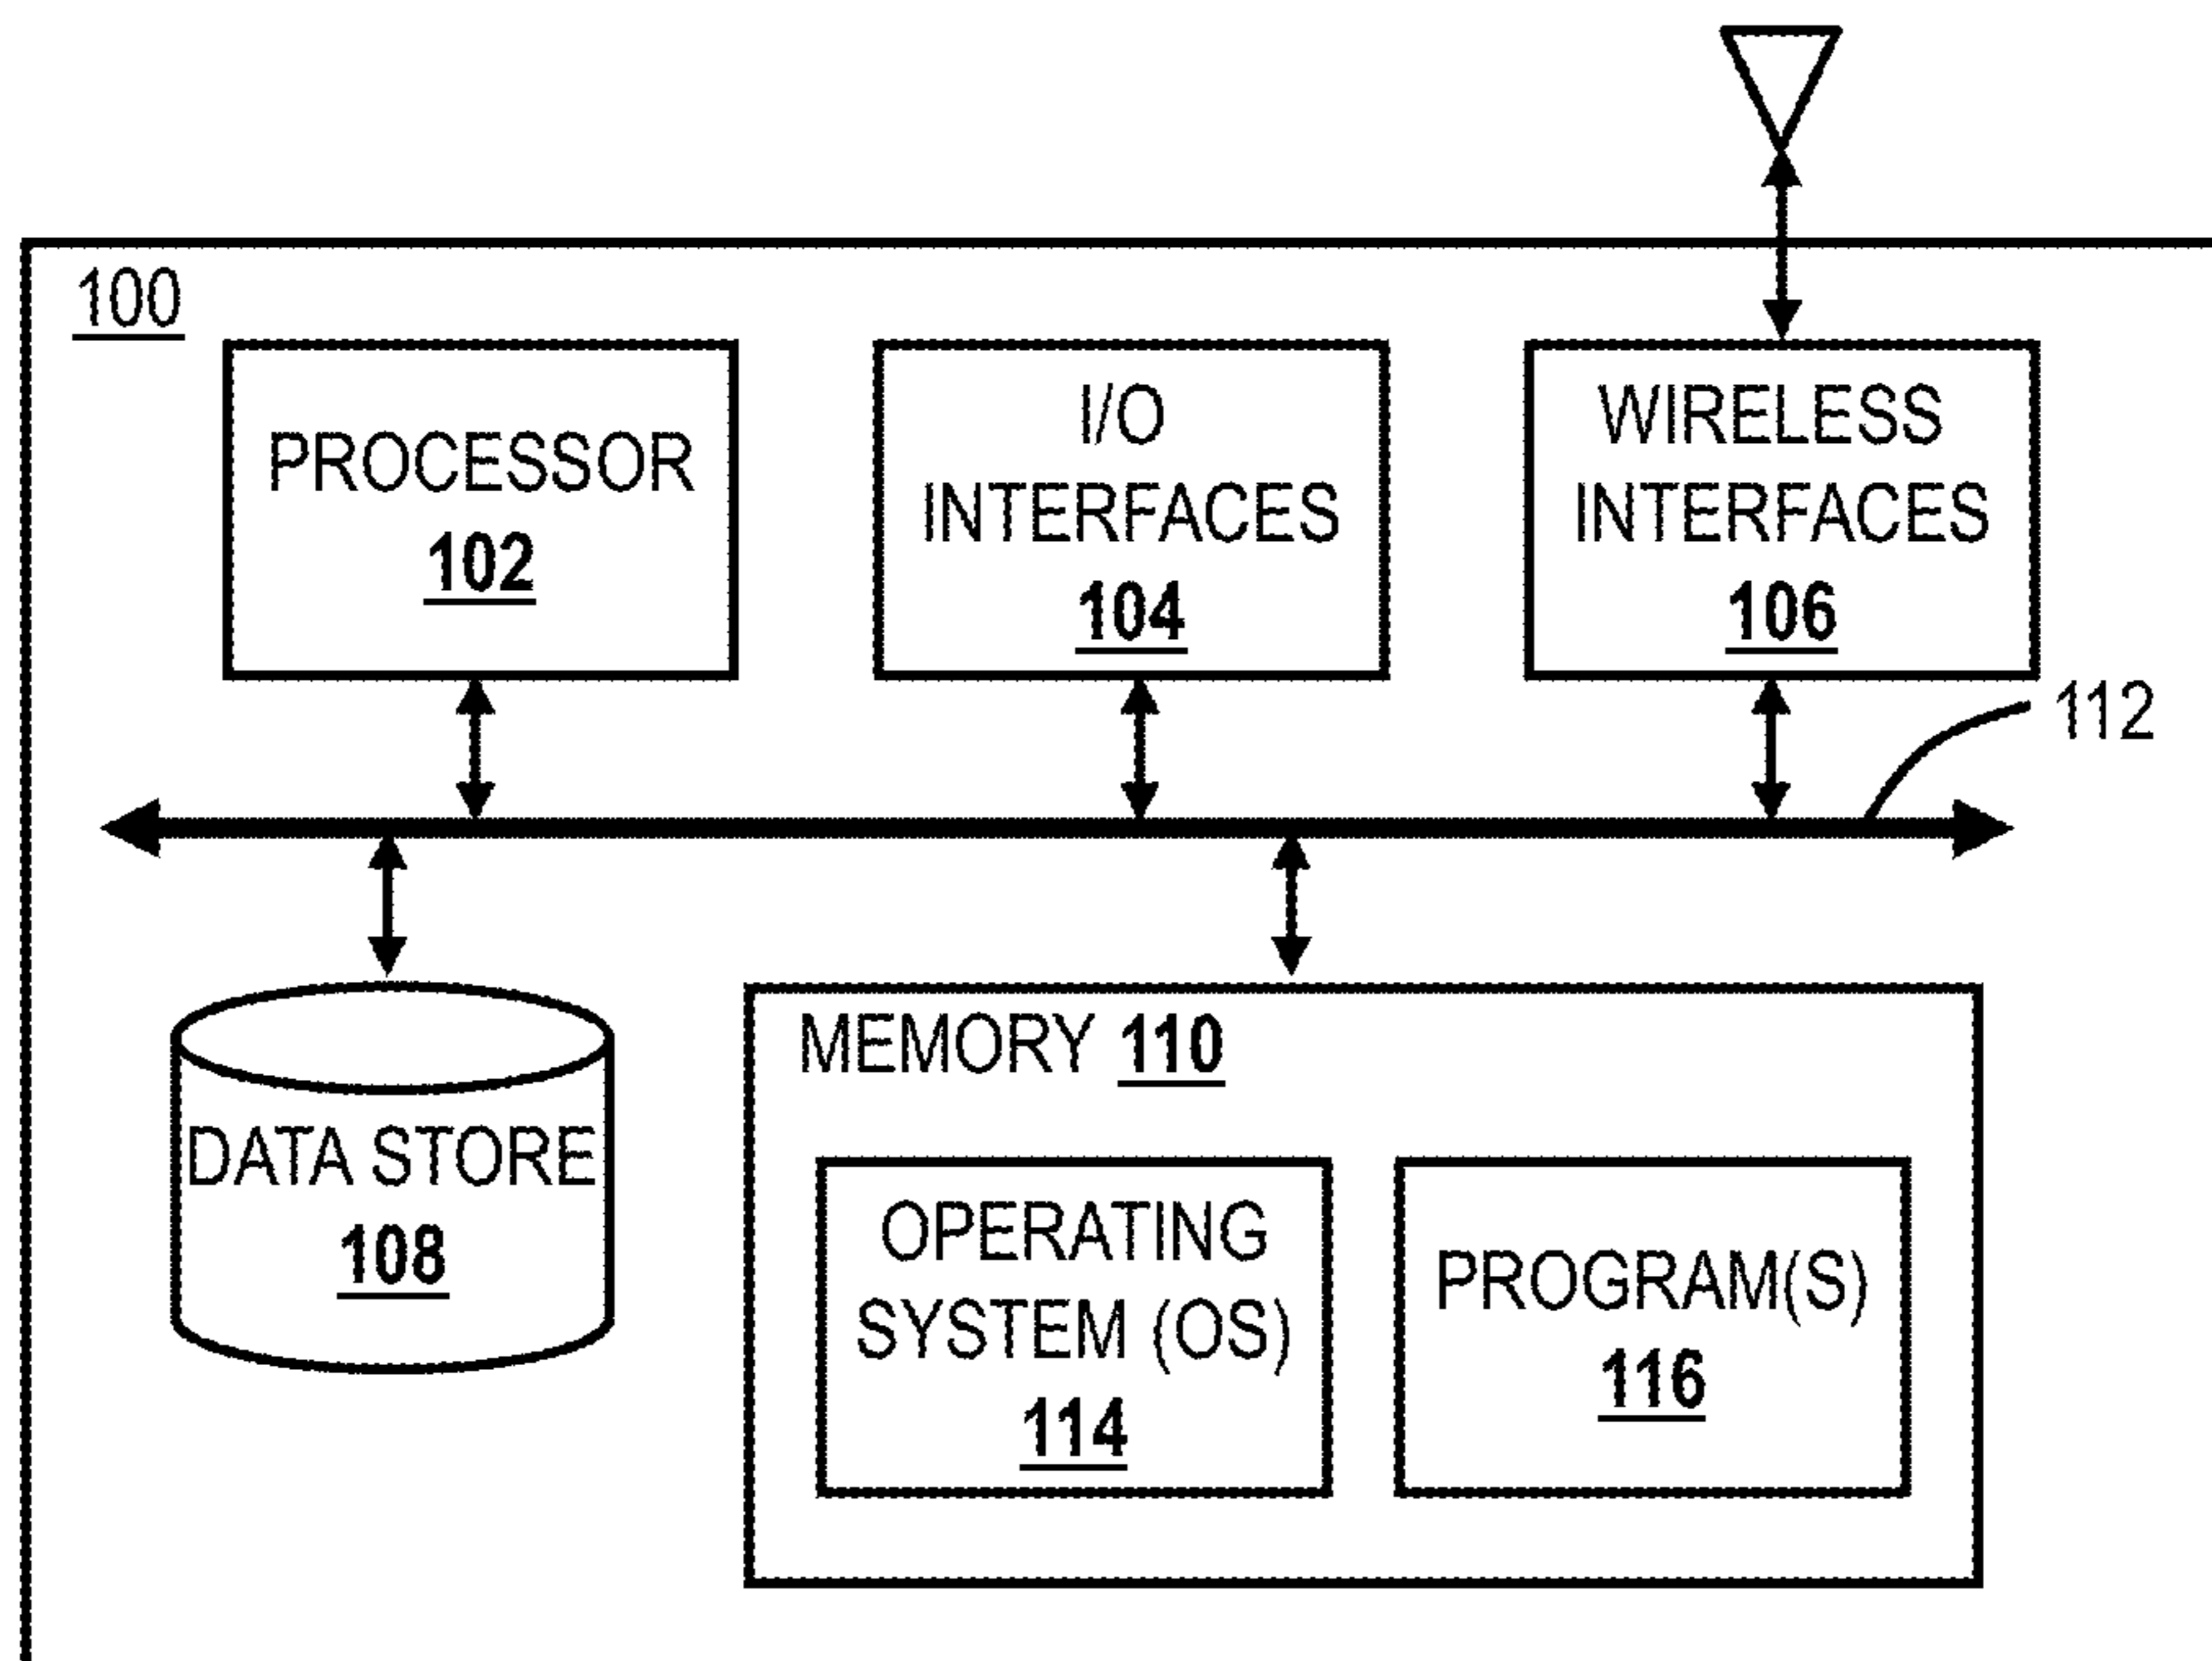 100
PROCESSOR
102
I/O
INTERFACES
104
WIRELESS
INTERFACES
106
112
DATA STORE
108
MEMORY 110
OPERATING
SYSTEM (OS)
114
PROGRAM(S)
116